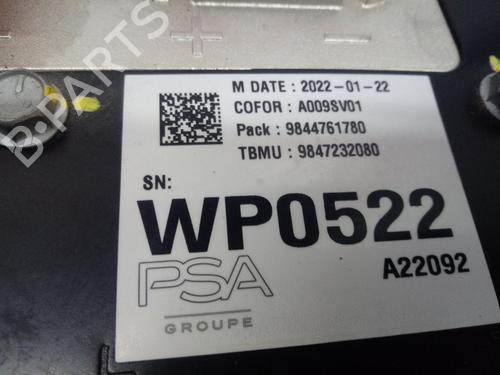 B-PARTS
+ -
M DATE : 2022-01-22
COFOR : A009SV01
Pack : 9844761780
TBMU : 9847232080
SN:
WP0522
PSA
A22092
GROUPE